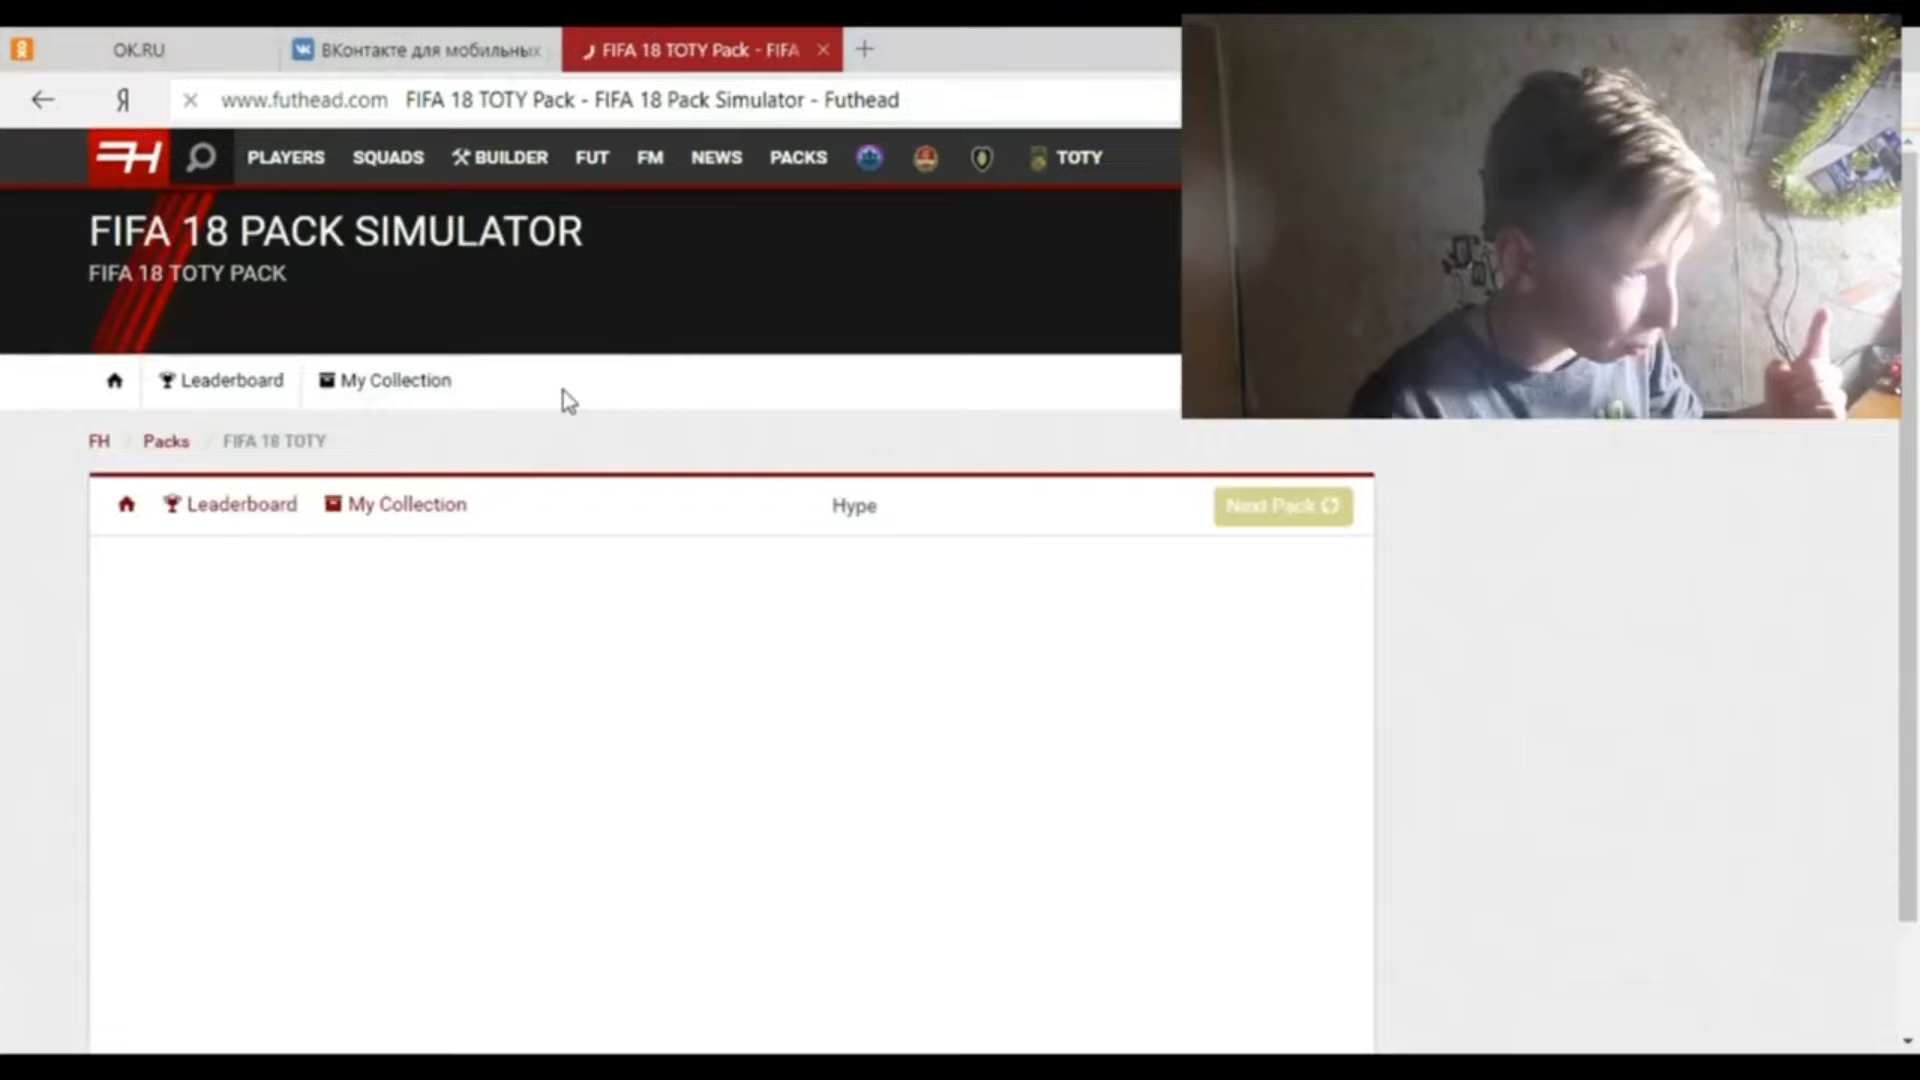 OK.RU
ВКонтакте для мобильных
FIFA 18 TOTY Pack - FIFA
www.futhead.com FIFA 18 TOTY Pack - FIFA 18 Pack Simulator - Futhead
FH PLAYERS SQUADS BUILDER FUT FM NEWS PACKS TOTY
FIFA 18 PACK SIMULATOR
FIFA 18 TOTY PACK
Leaderboard My Collection
FH Packs FIFA 18 TOTY
Leaderboard My Collection Hype Next Pack